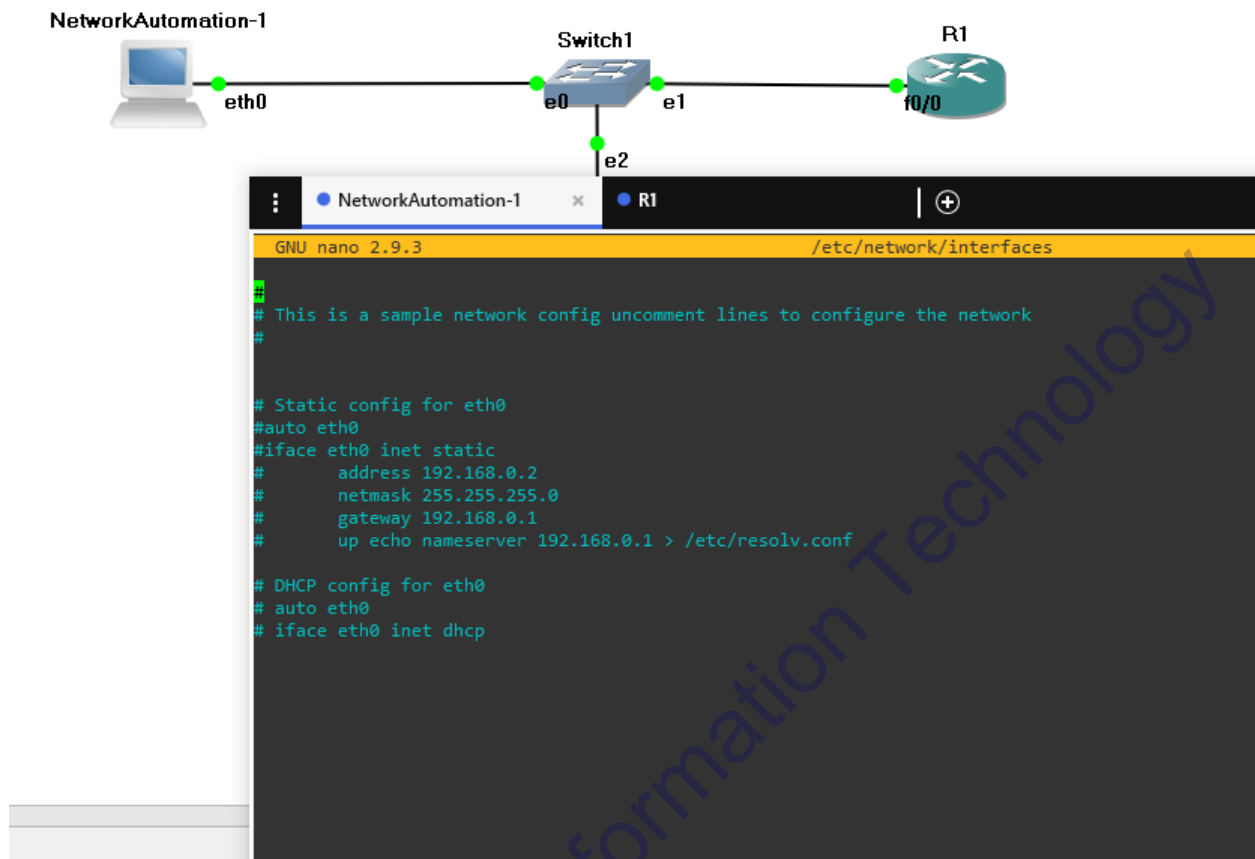 NetworkAutomation-1
Switch1
R1
eth0
e0
e1
f0/0
e2
NetworkAutomation-1 ×
R1
GNU nano 2.9.3 /etc/network/interfaces
#
# This is a sample network config uncomment lines to configure the network
#
# Static config for eth0
#auto eth0
#iface eth0 inet static
# address 192.168.0.2
# netmask 255.255.255.0
# gateway 192.168.0.1
# up echo nameserver 192.168.0.1 > /etc/resolv.conf
# DHCP config for eth0
# auto eth0
# iface eth0 inet dhcp
Technology